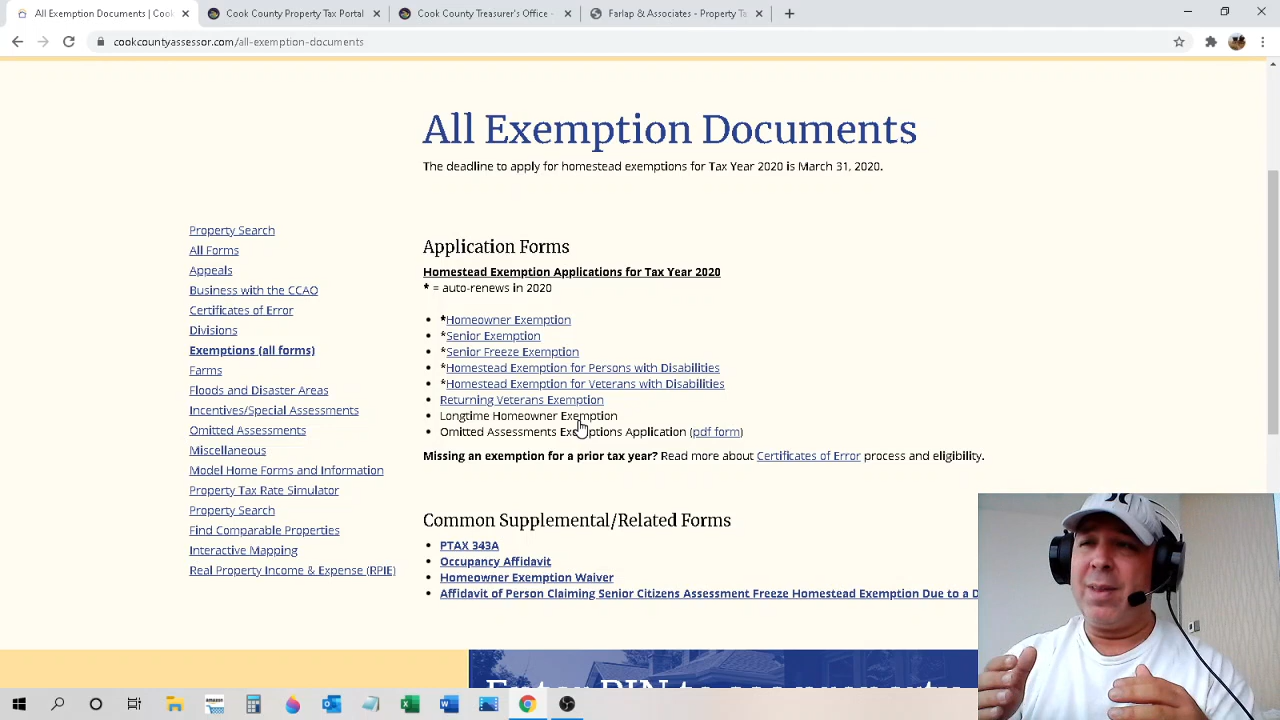 All Exemption Documents | Cook
Cook County Property Tax Portal
Cook County Treasurer's Office -
Farlap & Associates - Property Ta
cookcountyassessor.com/all-exemption-documents
All Exemption Documents
The deadline to apply for homestead exemptions for Tax Year 2020 is March 31, 2020.
Property Search
All Forms
Appeals
Business with the CCAO
Certificates of Error
Divisions
Exemptions (all forms)
Farms
Floods and Disaster Areas
Incentives/Special Assessments
Omitted Assessments
Miscellaneous
Model Home Forms and Information
Property Tax Rate Simulator
Property Search
Find Comparable Properties
Interactive Mapping
Real Property Income & Expense (RPIE)
Application Forms
Homestead Exemption Applications for Tax Year 2020
* = auto-renews in 2020
*Homeowner Exemption
*Senior Exemption
*Senior Freeze Exemption
*Homestead Exemption for Persons with Disabilities
*Homestead Exemption for Veterans with Disabilities
Returning Veterans Exemption
Longtime Homeowner Exemption
Omitted Assessments Exemptions Application (pdf form)
Missing an exemption for a prior tax year? Read more about Certificates of Error process and eligibility.
Common Supplemental/Related Forms
PTAX 343A
Occupancy Affidavit
Homeowner Exemption Waiver
Affidavit of Person Claiming Senior Citizens Assessment Freeze Homestead Exemption Due to a D
Enter PIN to see property
amazon